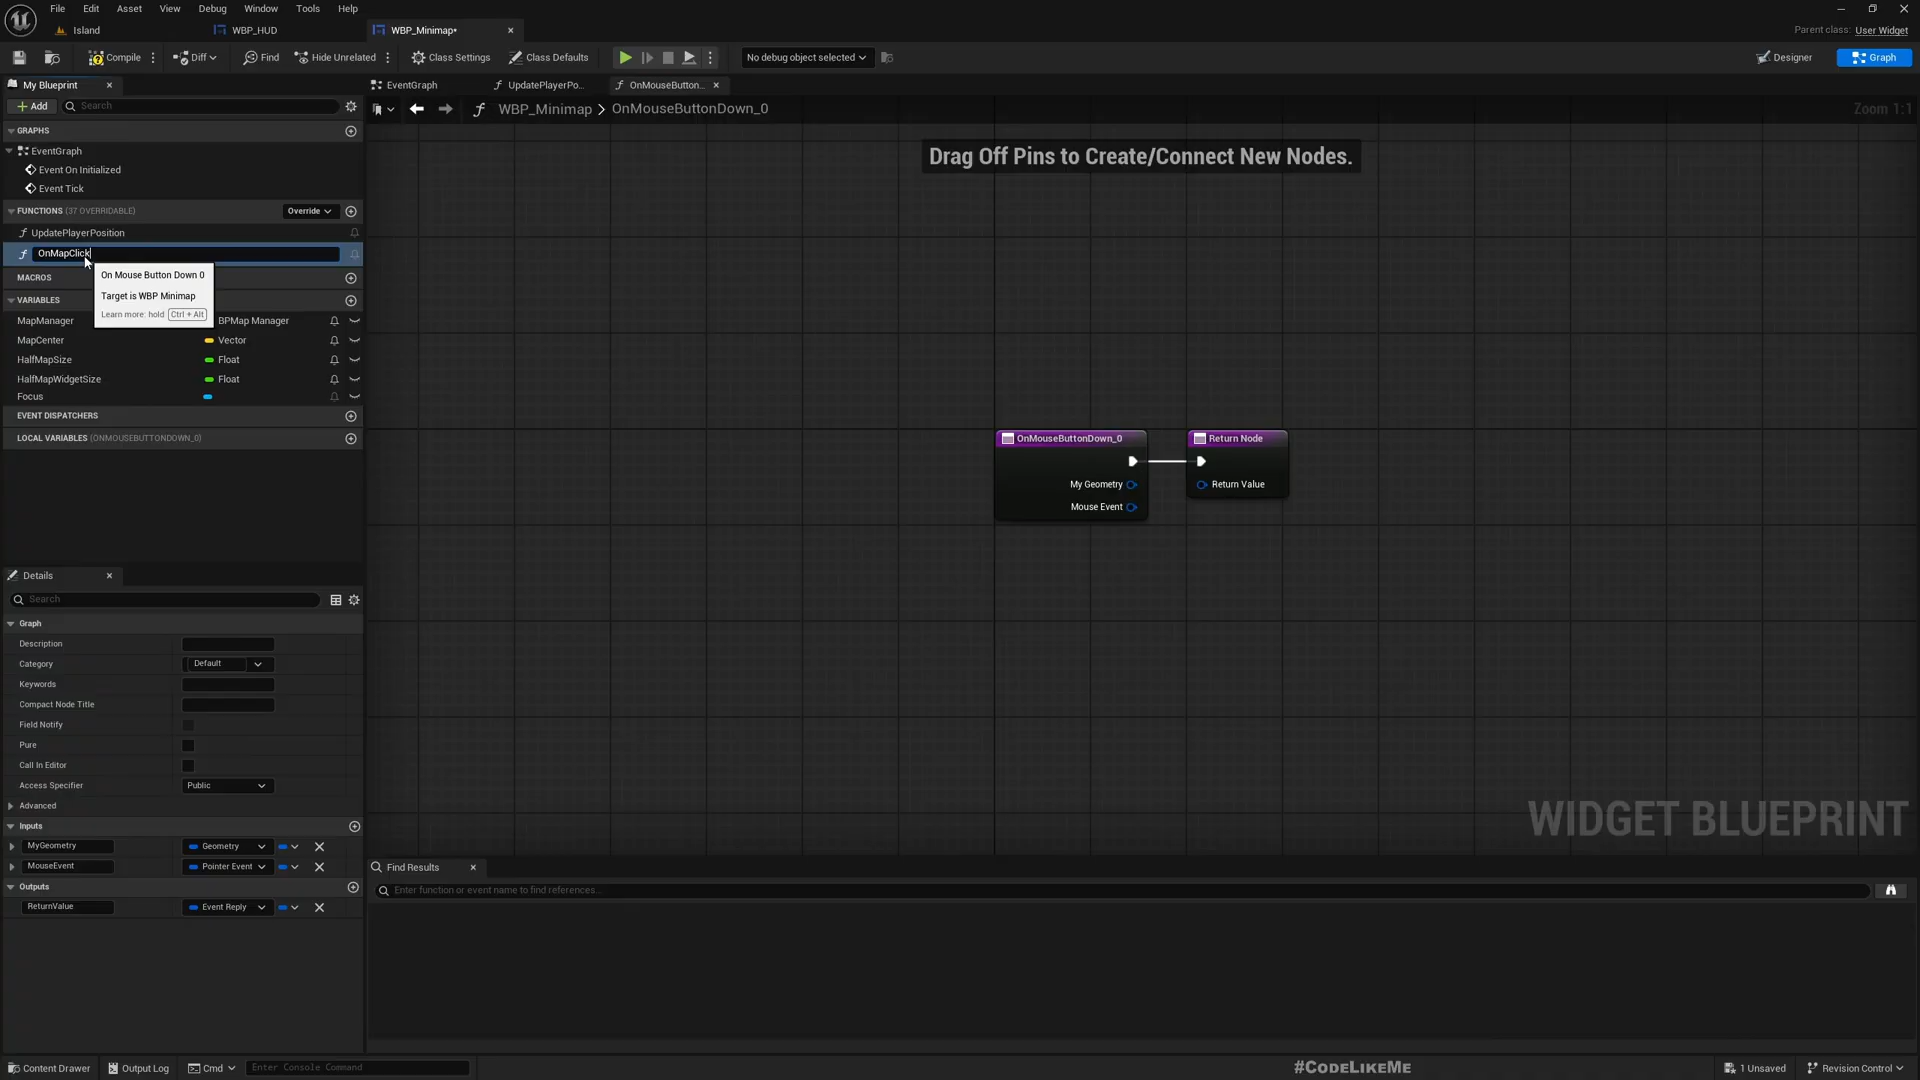 File Edit Asset View Window Debug Tools Help
Island WBP_HUD WBP_Minimap•
Parent class: User Widget
Compile Diff Find Hide Unrelated Class Settings Class Defaults No debug object selected Designer Graph
My Blueprint EventGraph UpdatePlayerPo... OnMouseButton...
Add Search WBP_Minimap > OnMouseButtonDown_0 Zoom 1:1
GRAPHS
EventGraph
Event On Initialized
Event Tick
FUNCTIONS (37 OVERRIDABLE) Override
UpdatePlayerPosition
OnMapClick
MACROS
On Mouse Button Down 0
Target is WBP Minimap
Learn more: hold Ctrl + Alt
VARIABLES
MapManager BPMap Manager
MapCenter Vector
HalfMapSize Float
HalfMapWidgetSize Float
Focus
EVENT DISPATCHERS
LOCAL VARIABLES (ONMOUSEBUTTONDOWN_0)
Drag Off Pins to Create/Connect New Nodes.
OnMouseButtonDown_0
My Geometry
Mouse Event
Return Node
Return Value
WIDGET BLUEPRINT
Details
Search
Graph
Description
Category Default
Keywords
Compact Node Title
Field Notify
Pure
Call In Editor
Access Specifier Public
Advanced
Inputs
MyGeometry Geometry
MouseEvent Pointer Event
Outputs
ReturnValue Event Reply
Find Results
Enter function or event name to find references...
Content Drawer Output Log Cmd Enter Console Command
#CodeLikeMe
1 Unsaved Revision Control